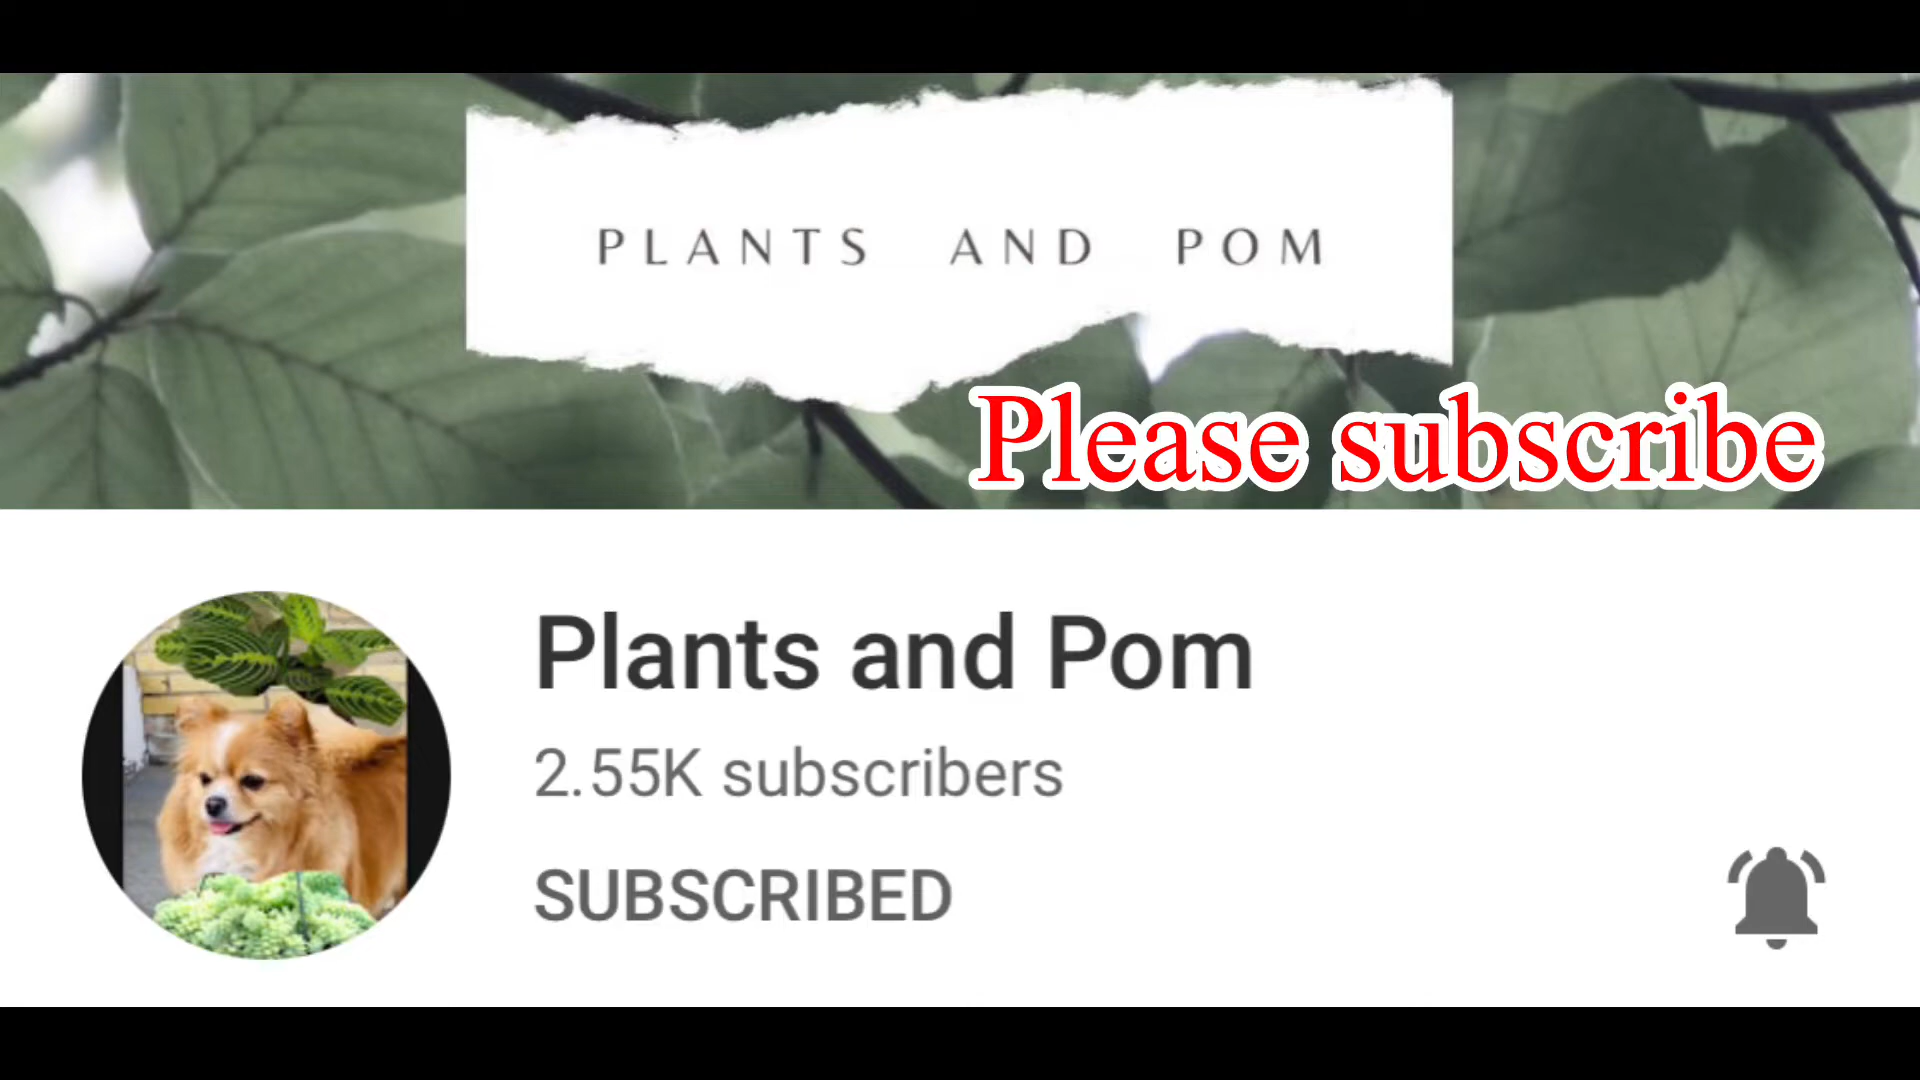 PLANTS AND POM
Please subscribe
Plants and Pom
2.55K subscribers
SUBSCRIBED